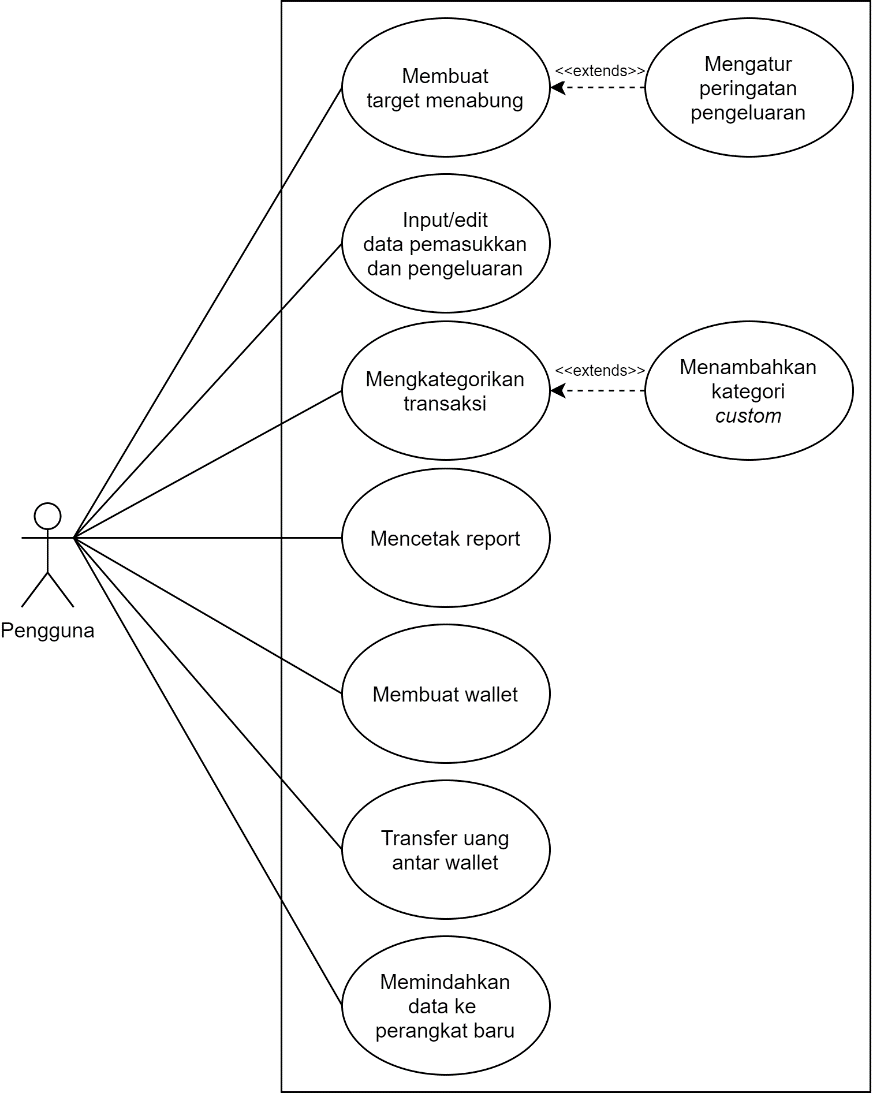 Membuat
target menabung
<<extends>>
Mengatur
peringatan
pengeluaran
Input/edit
data pemasukkan
dan pengeluaran
Mengkategorikan
transaksi
<<extends>>
Menambahkan
kategori
custom
Mencetak report
Pengguna
Membuat wallet
Transfer uang
antar wallet
Memindahkan
data ke
perangkat baru